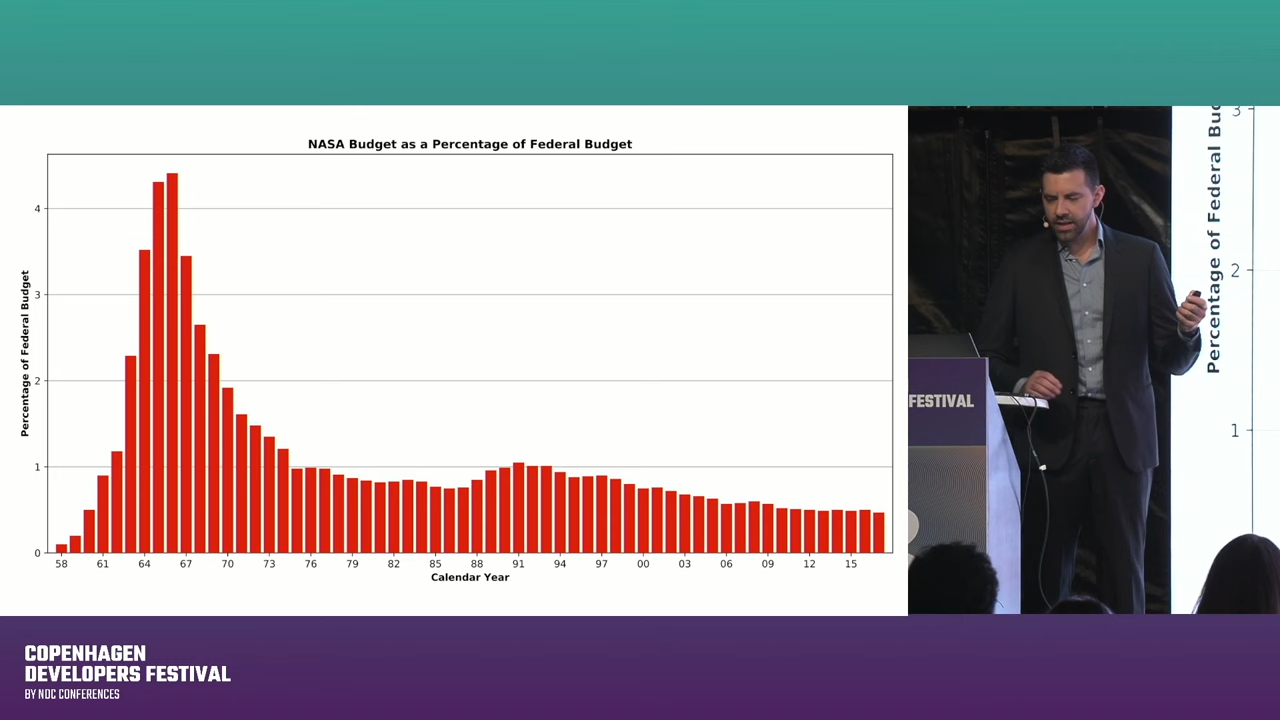 NASA Budget as a Percentage of Federal Budget
Percentage of Federal Budget
4
3
2
1
0
58 61 64 67 70 73 76 79 82 85 88 91 94 97 00 03 06 09 12 15
Calendar Year
3
2
1
Percentage of Federal Bud
FESTIVAL
COPENHAGEN
DEVELOPERS FESTIVAL
BY NDC CONFERENCES